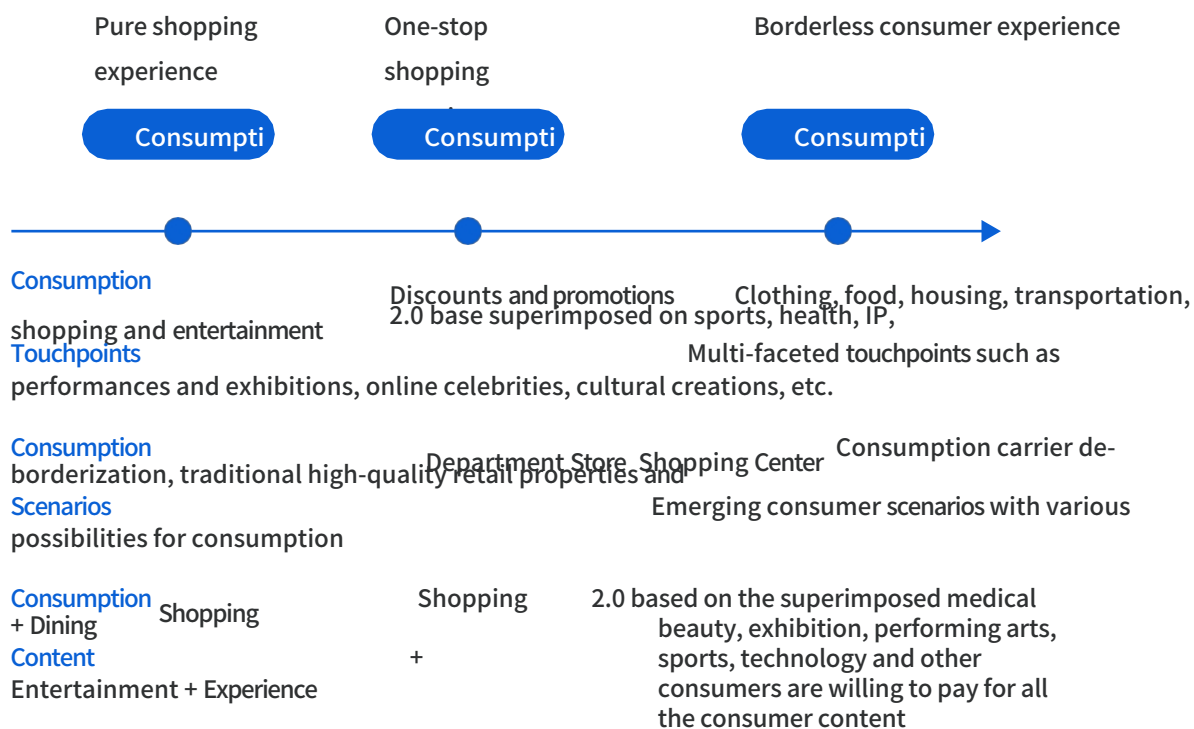 Pure shopping
experience
One-stop
shopping
Borderless consumer experience
Consumpti
Consumpti
Consumpti
Consumption
Discounts and promotions
Clothing, food, housing, transportation,
2.0 base superimposed on sports, health, IP,
shopping and entertainment
Touchpoints
Multi-faceted touchpoints such as
performances and exhibitions, online celebrities, cultural creations, etc.
Consumption
Department Store
Shopping Center
Consumption carrier de-
borderization, traditional high-quality retail properties and
Scenarios
Emerging consumer scenarios with various
possibilities for consumption
Consumption
Shopping
Shopping
2.0 based on the superimposed medical
+ Dining
beauty, exhibition, performing arts,
Content
+
sports, technology and other
Entertainment + Experience
consumers are willing to pay for all
the consumer content